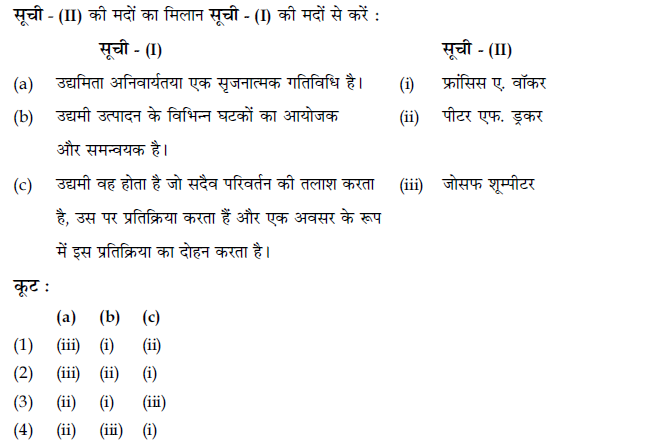 सूची - (II) की मदों का मिलान सूची - (I) की मदों से करें :
सूची - (I) सूची - (II)
(a) उद्यमिता अनिवार्यतया एक सृजनात्मक गतिविधि है। (i) फ्रांसिस ए. वॉकर
(b) उद्यमी उत्पादन के विभिन्न घटकों का आयोजक (ii) पीटर एफ. ड्रकर
और समन्वयक है।
(c) उद्यमी वह होता है जो सदैव परिवर्तन की तलाश करता (iii) जोसफ शूम्पीटर
है, उस पर प्रतिक्रिया करता हैं और एक अवसर के रूप
में इस प्रतिक्रिया का दोहन करता है।
कूट :
(a) (b) (c)
(1) (iii) (i) (ii)
(2) (iii) (ii) (i)
(3) (ii) (i) (iii)
(4) (ii) (iii) (i)